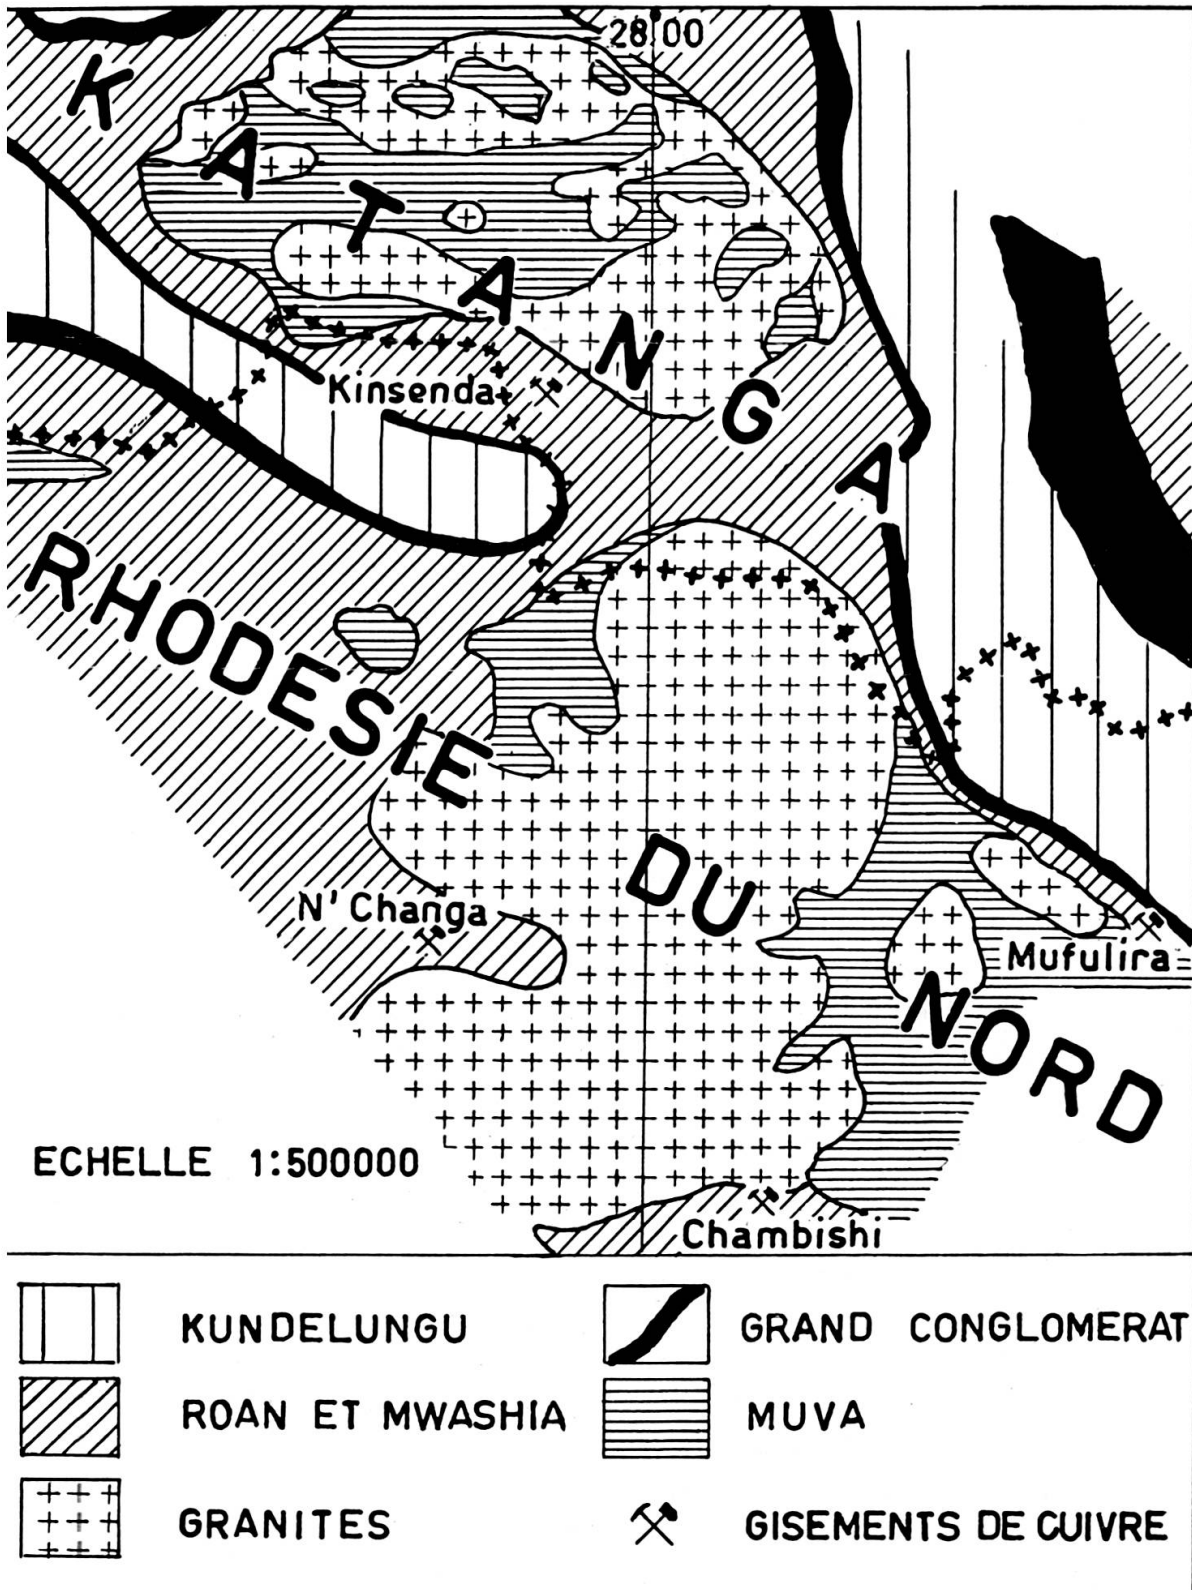 28°00
KATANGA
Kinsenda
RHODESIE DU NORD
N'Changa
Mufulira
ECHELLE 1:500000
Chambishi
KUNDELUNGU
GRAND CONGLOMERAT
ROAN ET MWASHIA
MUVA
GRANITES
GISEMENTS DE CUIVRE